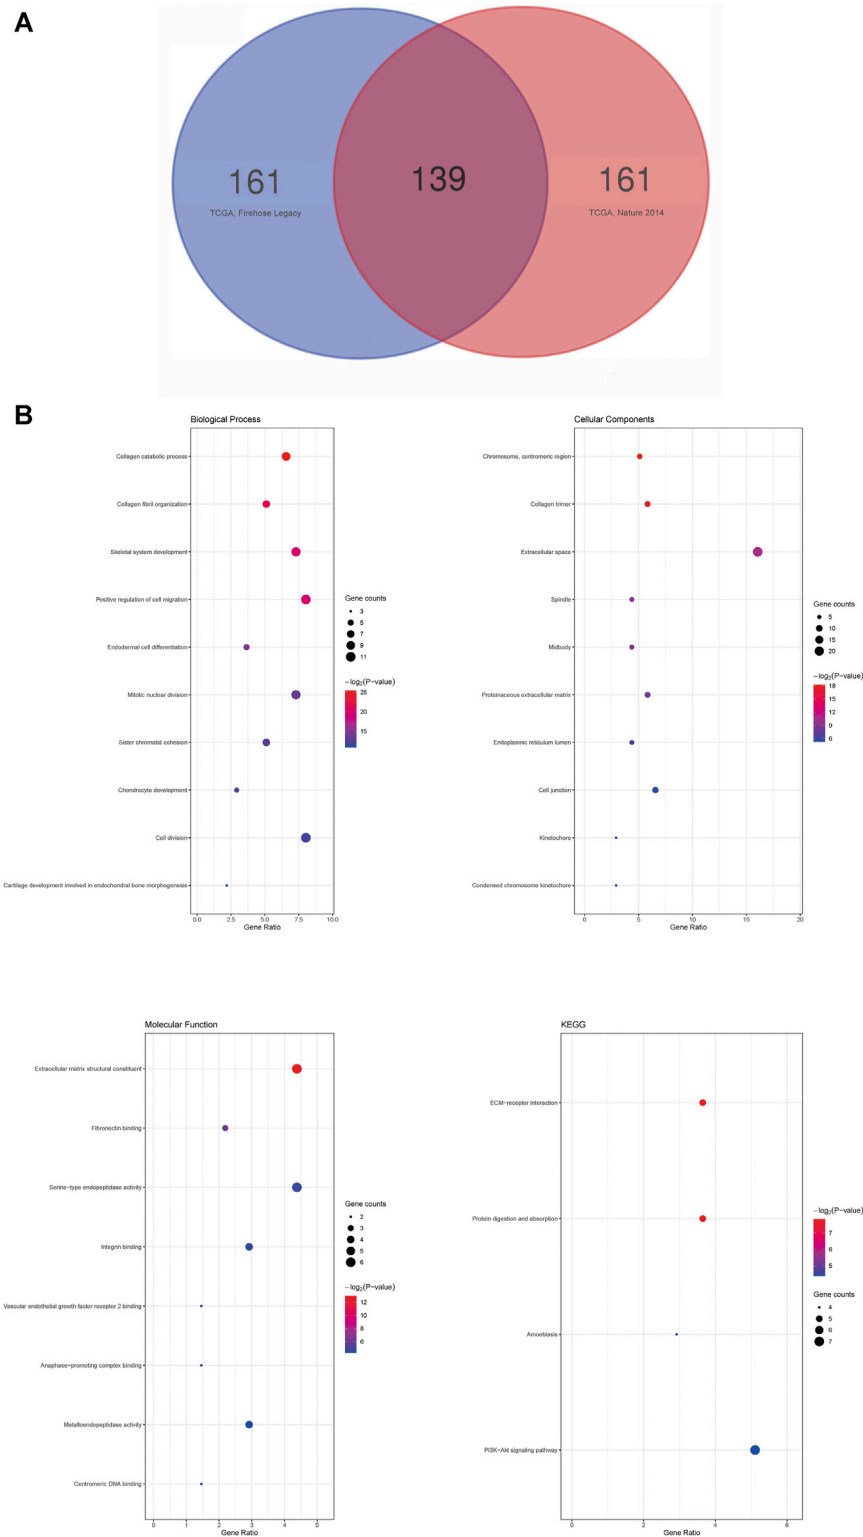 A
161
139
161
TCGA, Firehose Legacy
TCGA, Nature 2014
B
Biological Process
Collagen catabolic process
Collagen fibril organization
Skeletal system development
Positive regulation of cell migration
Endodermal cell differentiation
Mitotic nuclear division
Sister chromatid cohesion
Chondrocyte development
Cell division
Cartilage development involved in endochondral bone morphogenesis
0.0 2.5 5.0 7.5 10.0
Gene Ratio
Gene counts
3
5
7
9
11
−log2(P−value)
25
20
15
Cellular Components
Chromosome, centromeric region
Collagen trimer
Extracellular space
Spindle
Midbody
Proteinaceous extracellular matrix
Endoplasmic reticulum lumen
Cell junction
Kinetochore
Condensed chromosome kinetochore
0 5 10 15 20
Gene Ratio
Gene counts
5
10
15
20
−log2(P−value)
18
15
12
9
6
Molecular Function
Extracellular matrix structural constituent
Fibronectin binding
Serine−type endopeptidase activity
Integrin binding
Vascular endothelial growth factor receptor 2 binding
Anaphase−promoting complex binding
Metalloendopeptidase activity
Centromeric DNA binding
0 1 2 3 4 5
Gene Ratio
Gene counts
2
3
4
5
6
−log2(P−value)
12
10
8
6
KEGG
ECM−receptor interaction
Protein digestion and absorption
Amoebiasis
PI3K−Akt signaling pathway
0 2 4 6
Gene Ratio
−log2(P−value)
7
6
5
Gene counts
4
5
6
7